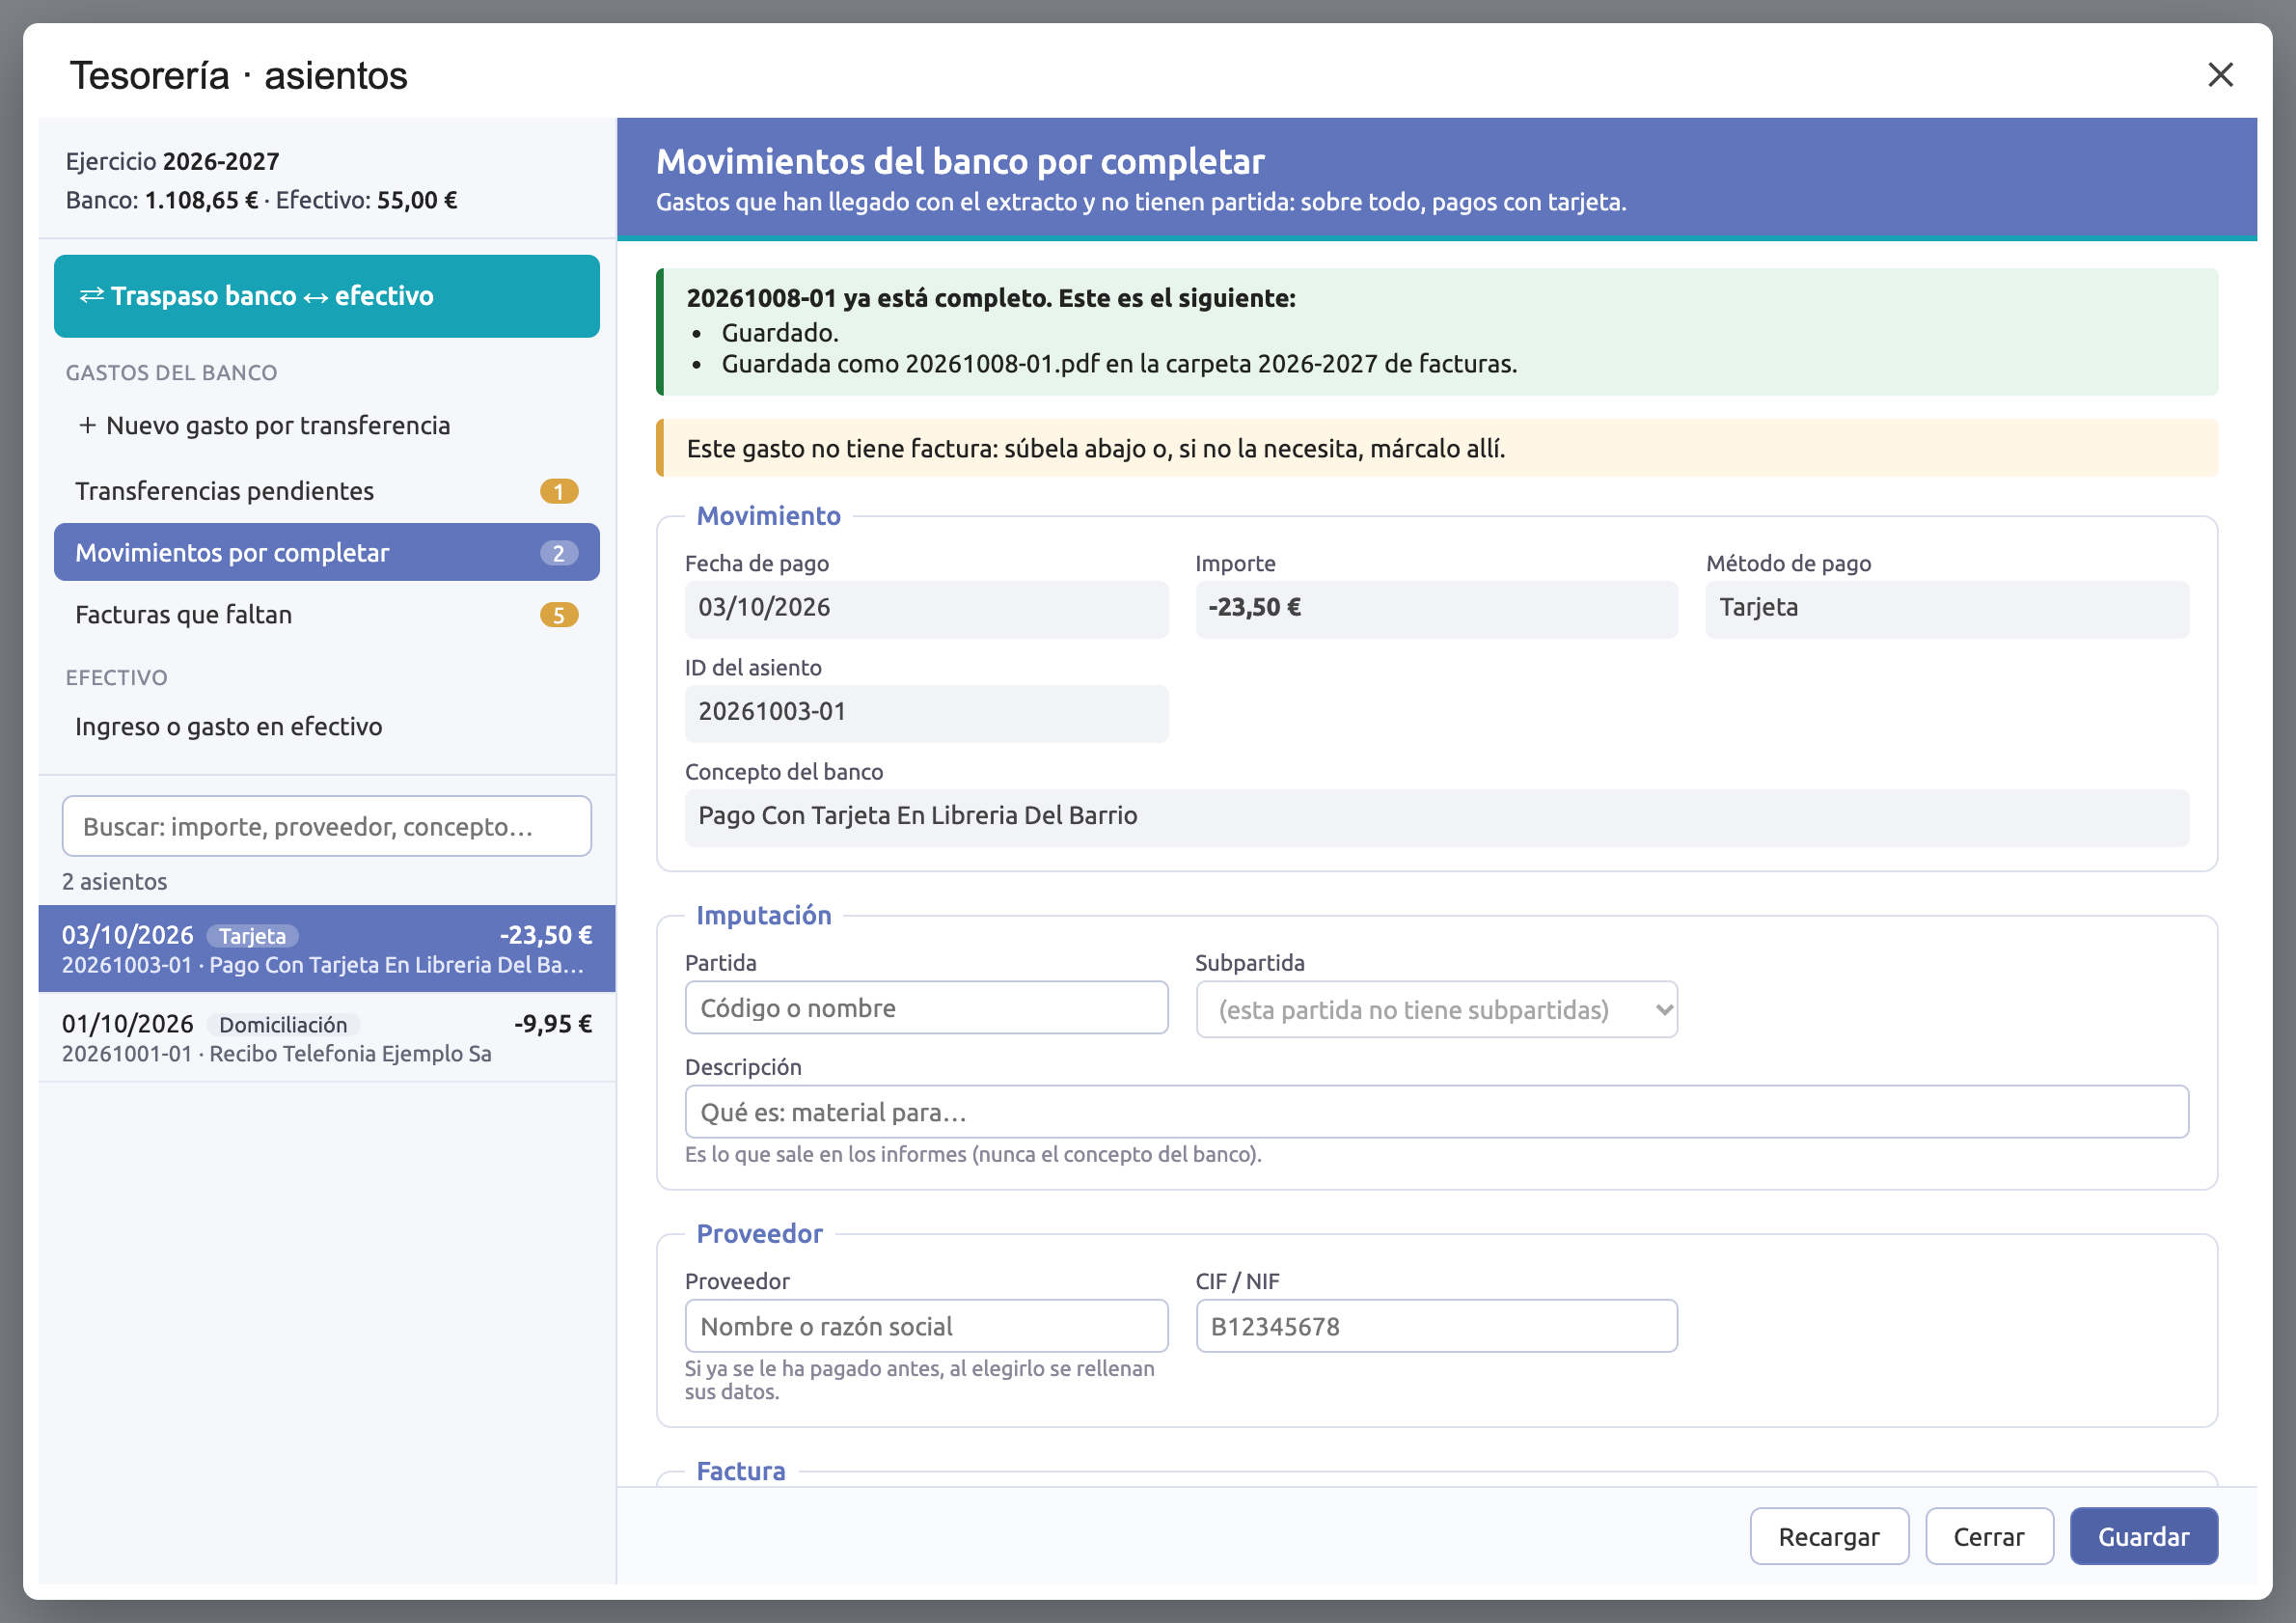 Tesorería · asientos
Ejercicio 2026-2027
Banco: 1.108,65 € · Efectivo: 55,00 €
⇄ Traspaso banco ↔ efectivo
GASTOS DEL BANCO
+ Nuevo gasto por transferencia
Transferencias pendientes 1
Movimientos por completar 2
Facturas que faltan 5
EFECTIVO
Ingreso o gasto en efectivo
Buscar: importe, proveedor, concepto...
2 asientos
03/10/2026 Tarjeta -23,50 €
20261003-01 · Pago Con Tarjeta En Libreria Del Ba...
01/10/2026 Domiciliación -9,95 €
20261001-01 · Recibo Telefonia Ejemplo Sa
Movimientos del banco por completar
Gastos que han llegado con el extracto y no tienen partida: sobre todo, pagos con tarjeta.
20261008-01 ya está completo. Este es el siguiente:
• Guardado.
• Guardada como 20261008-01.pdf en la carpeta 2026-2027 de facturas.
Este gasto no tiene factura: súbela abajo o, si no la necesita, márcalo allí.
Movimiento
Fecha de pago Importe Método de pago
03/10/2026 -23,50 € Tarjeta
ID del asiento
20261003-01
Concepto del banco
Pago Con Tarjeta En Libreria Del Barrio
Imputación
Partida Subpartida
Código o nombre (esta partida no tiene subpartidas)
Descripción
Qué es: material para...
Es lo que sale en los informes (nunca el concepto del banco).
Proveedor
Proveedor CIF / NIF
Nombre o razón social B12345678
Si ya se le ha pagado antes, al elegirlo se rellenan
sus datos.
Factura
Recargar Cerrar Guardar